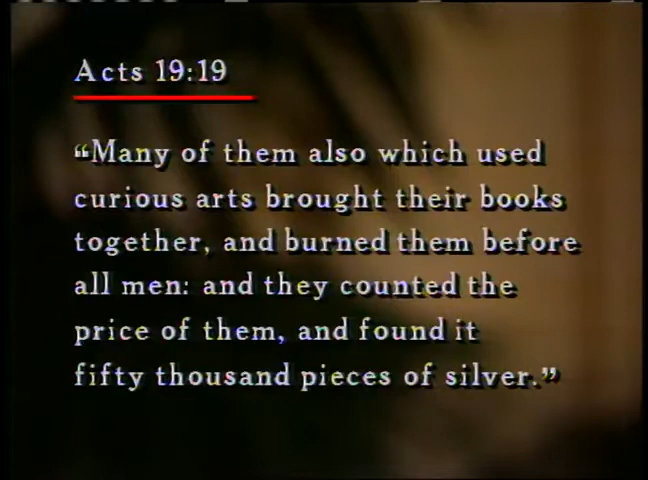 Acts 19:19
“Many of them also which used
curious arts brought their books
together, and burned them before
all men: and they counted the
price of them, and found it
fifty thousand pieces of silver.”